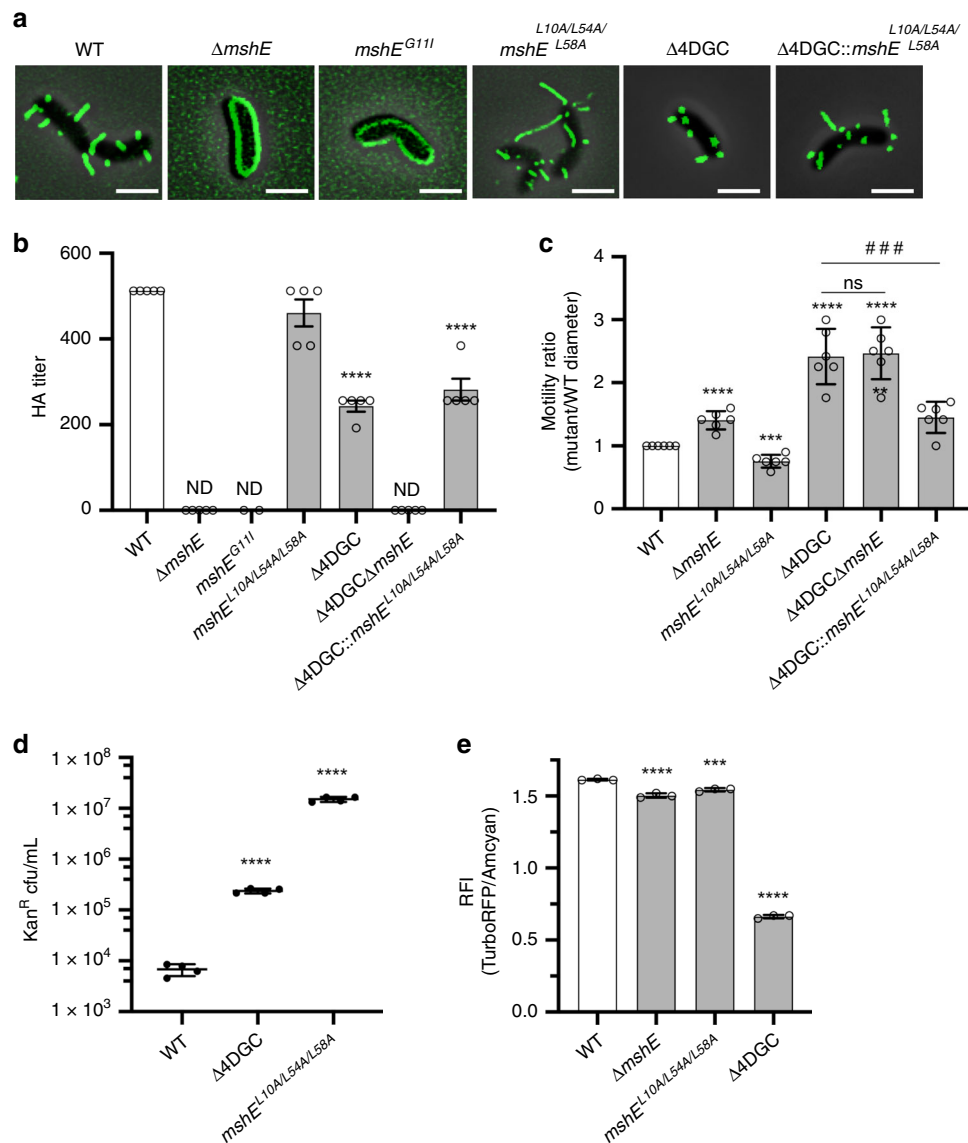 a
WT
ΔmshE
mshE^G11I
mshE^L10A/L54A/L58A
Δ4DGC
Δ4DGC::mshE^L10A/L54A/L58A
b
HA titer
600
400
200
0
ND
ND
****
ND
****
WT
ΔmshE
mshE^G11I
mshE^L10A/L54A/L58A
Δ4DGC
Δ4DGCΔmshE
Δ4DGC::mshE^L10A/L54A/L58A
c
Motility ratio
(mutant/WT diameter)
4
3
2
1
0
###
ns
****
***
****
****
**
WT
ΔmshE
mshE^L10A/L54A/L58A
Δ4DGC
Δ4DGCΔmshE
Δ4DGC::mshE^L10A/L54A/L58A
d
Kan^R cfu/mL
1 × 10^8
1 × 10^7
1 × 10^6
1 × 10^5
1 × 10^4
1 × 10^3
****
****
WT
Δ4DGC
mshE^L10A/L54A/L58A
e
RFI
(TurboRFP/Amcyan)
1.5
1.0
0.5
0.0
****
***
****
WT
ΔmshE
mshE^L10A/L54A/L58A
Δ4DGC